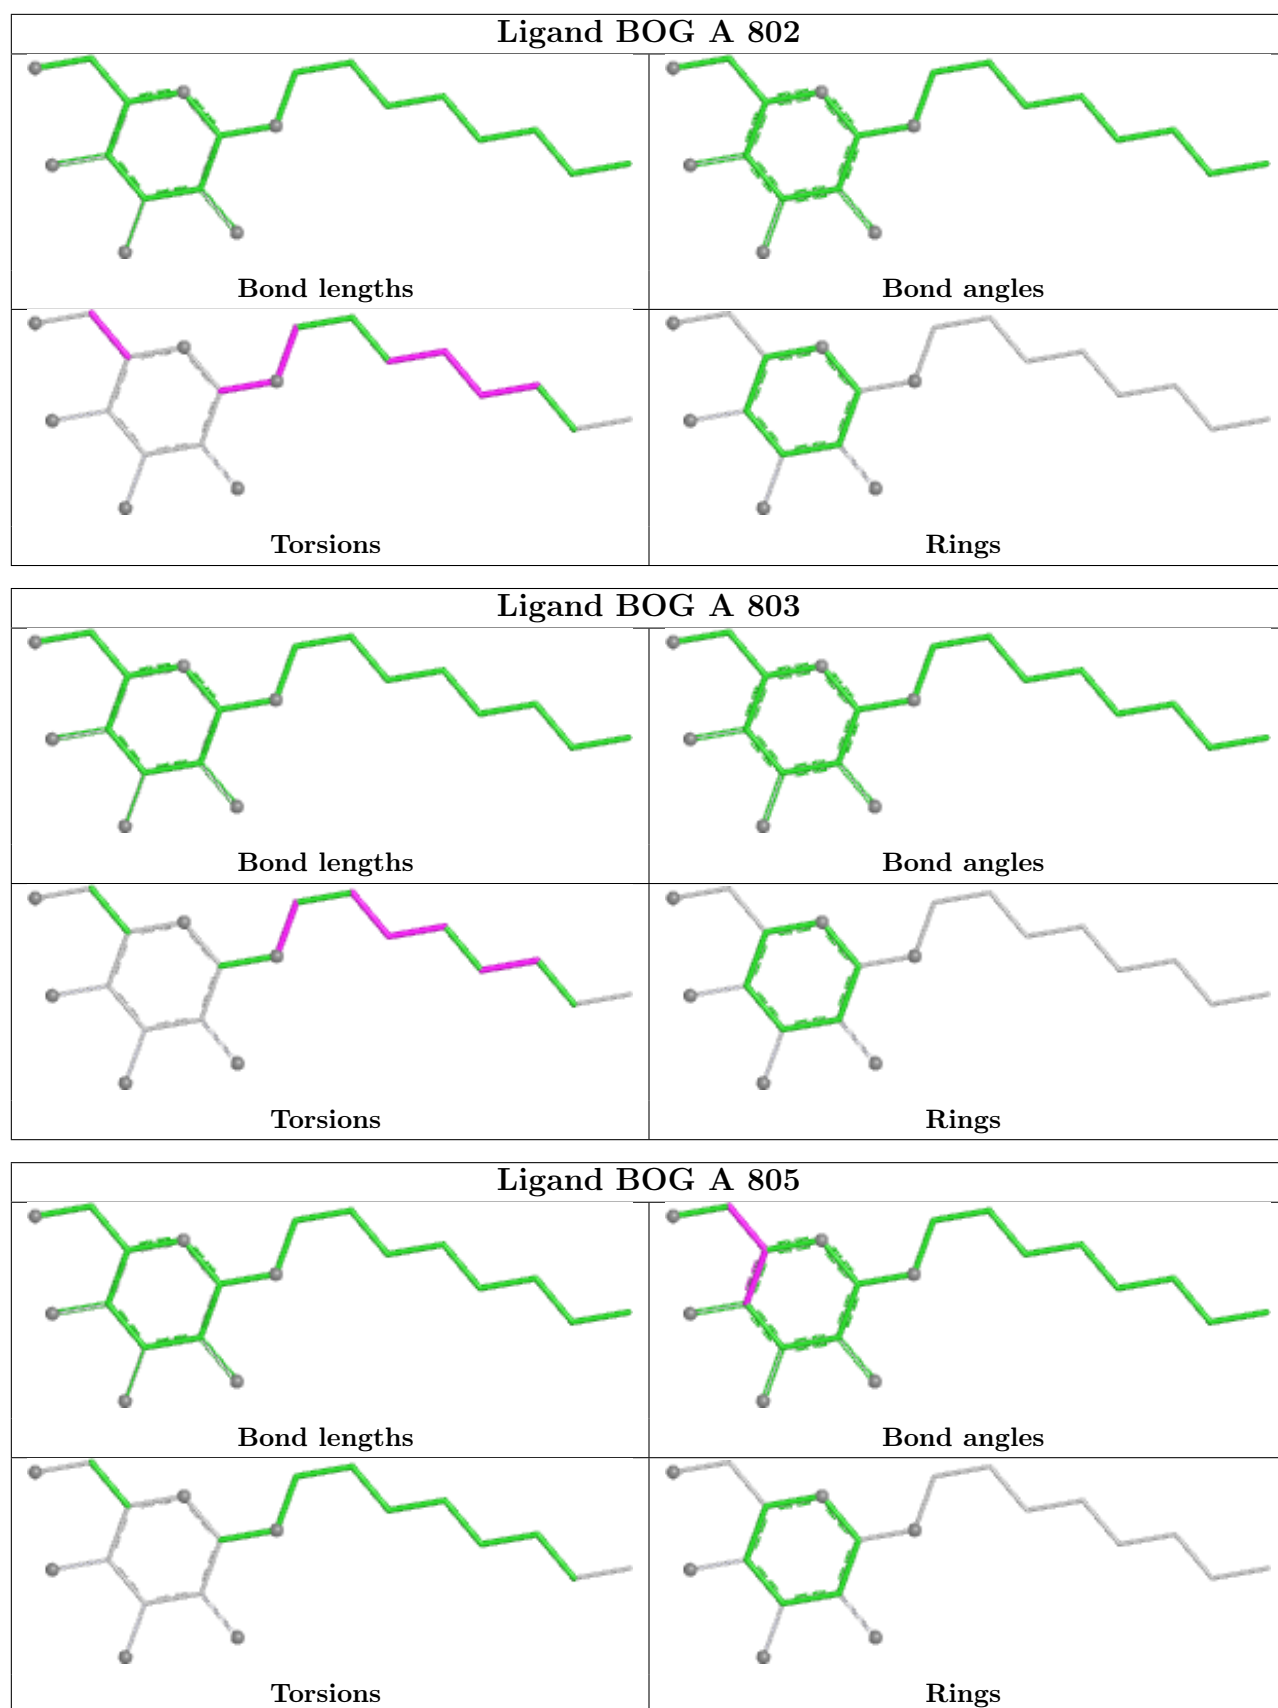 Ligand BOG A 802
Bond lengths
Bond angles
Torsions
Rings
Ligand BOG A 803
Bond lengths
Bond angles
Torsions
Rings
Ligand BOG A 805
Bond lengths
Bond angles
Torsions
Rings